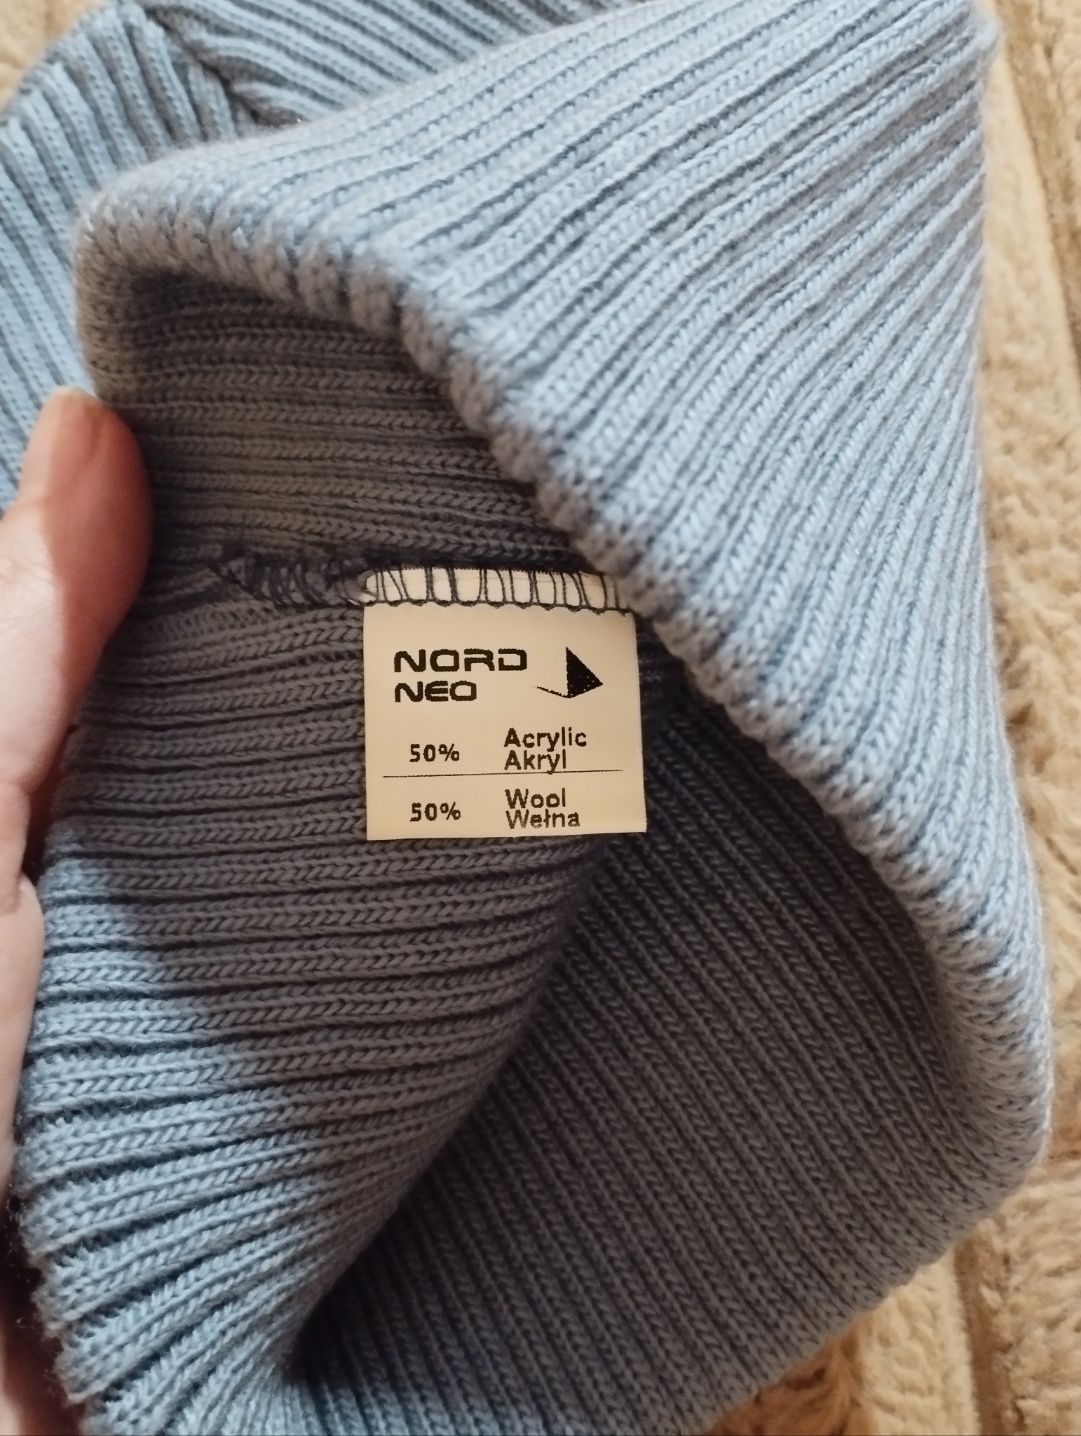 NORD
NEO
50% Acrylic
Akryl
50% Wool
Wełna